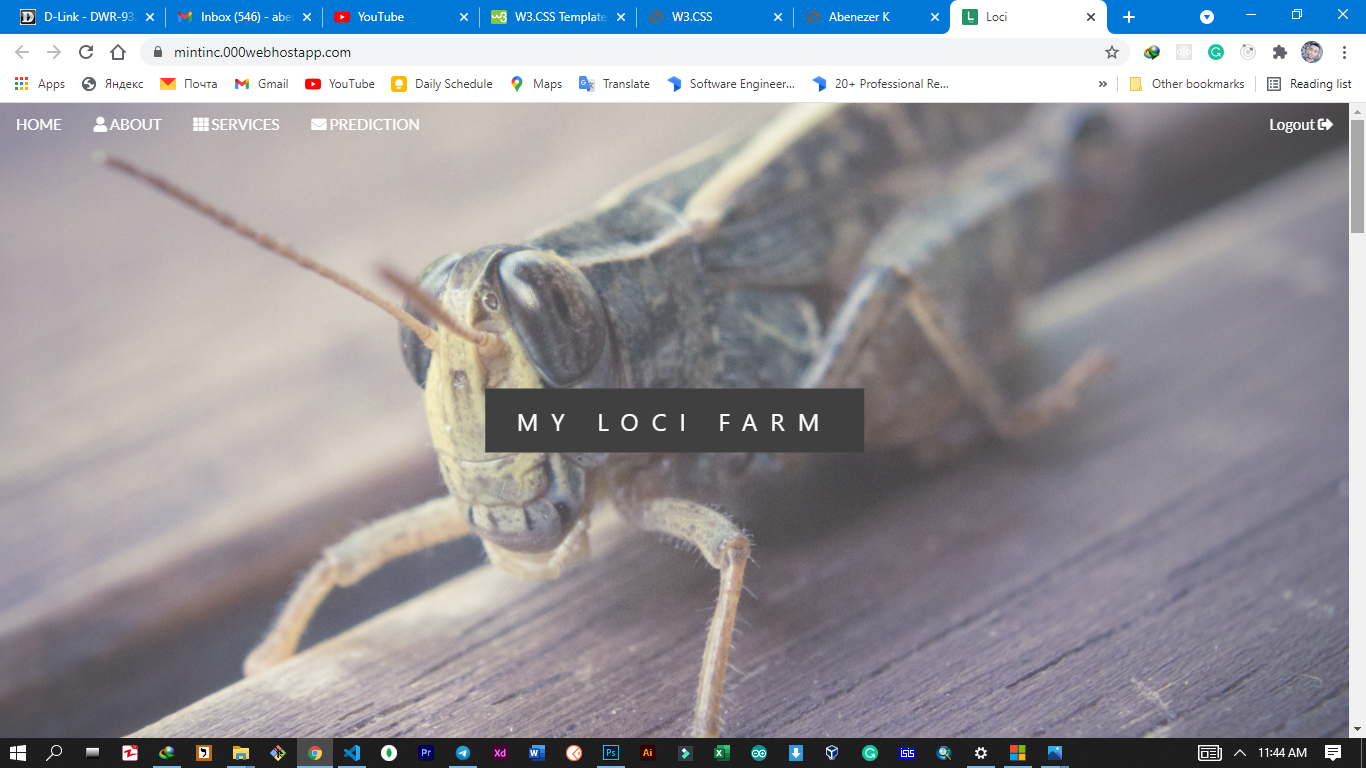 D-Link - DWR-93
Inbox (546) - abe
YouTube
W3.CSS Template
W3.CSS
Abenezer K
Loci
mintinc.000webhostapp.com
Apps
Яндекс
Почта
Gmail
YouTube
Daily Schedule
Maps
Translate
Software Engineer...
20+ Professional Re...
»
Other bookmarks
Reading list
HOME
ABOUT
SERVICES
PREDICTION
Logout
MY LOCI FARM
11:44 AM